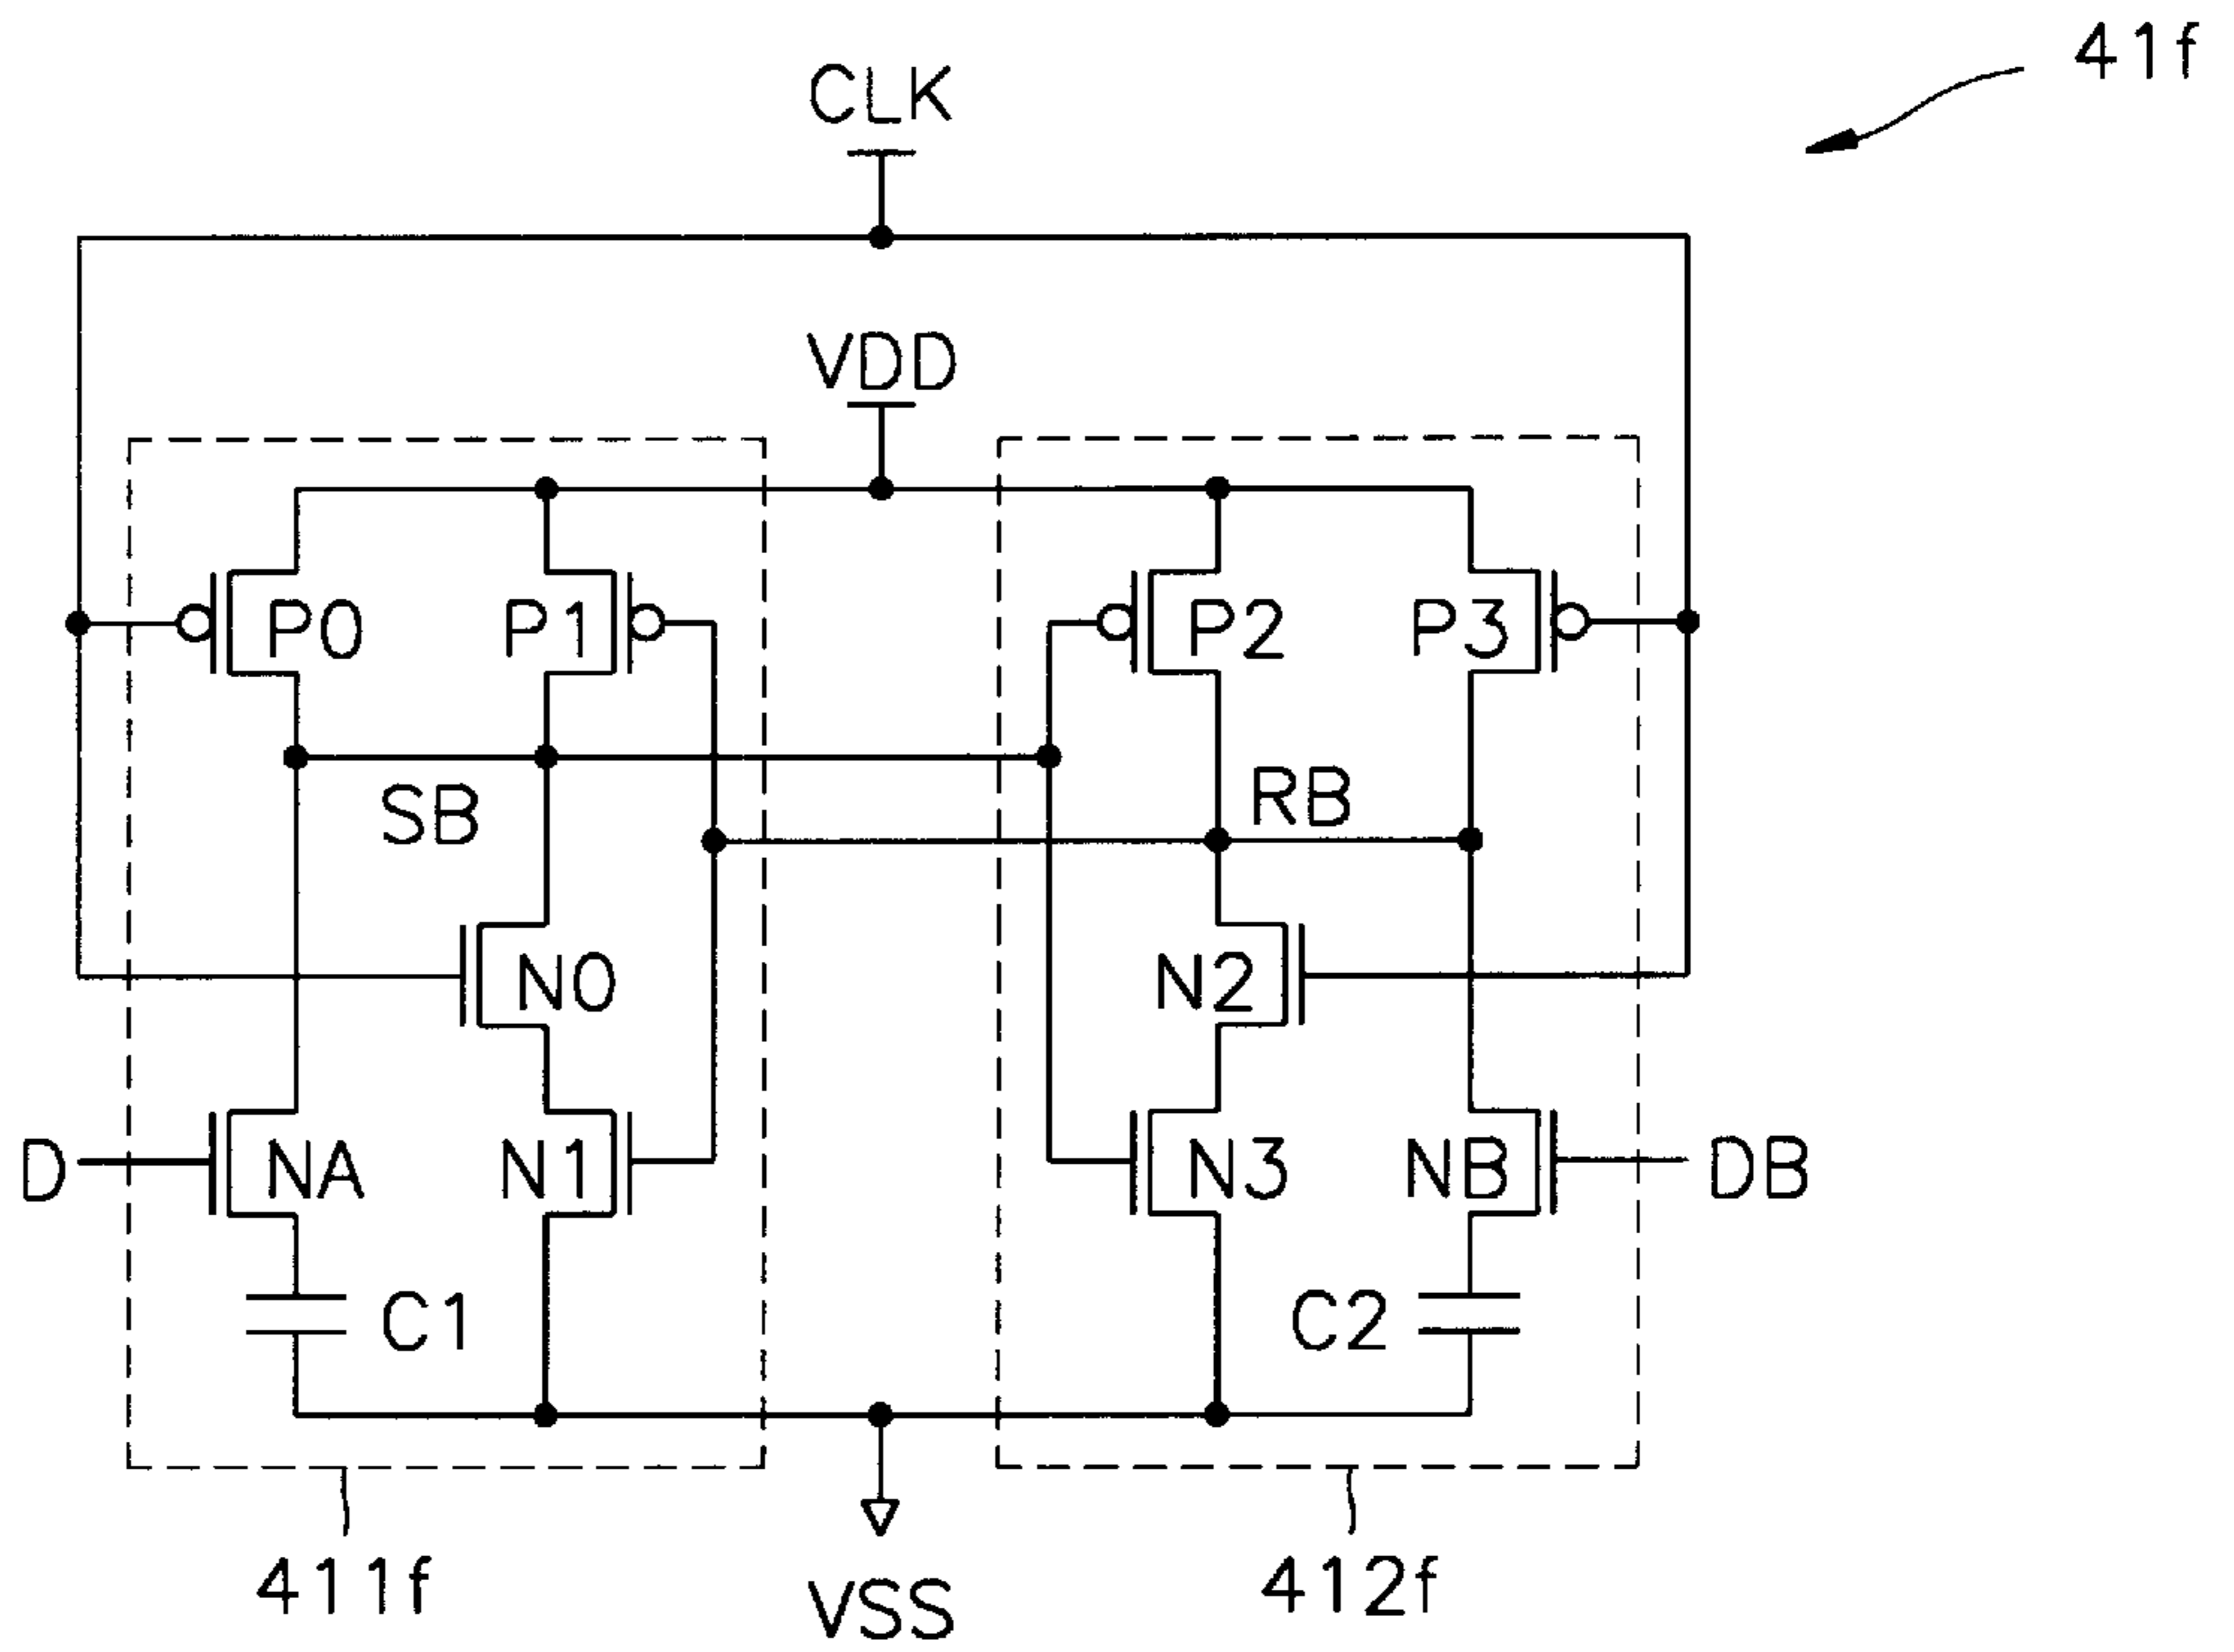 41f
CLK
VDD
P0 P1 P2 P3
SB RB
N0 N2
D NA N1 N3 NB DB
C1 C2
411f VSS 412f